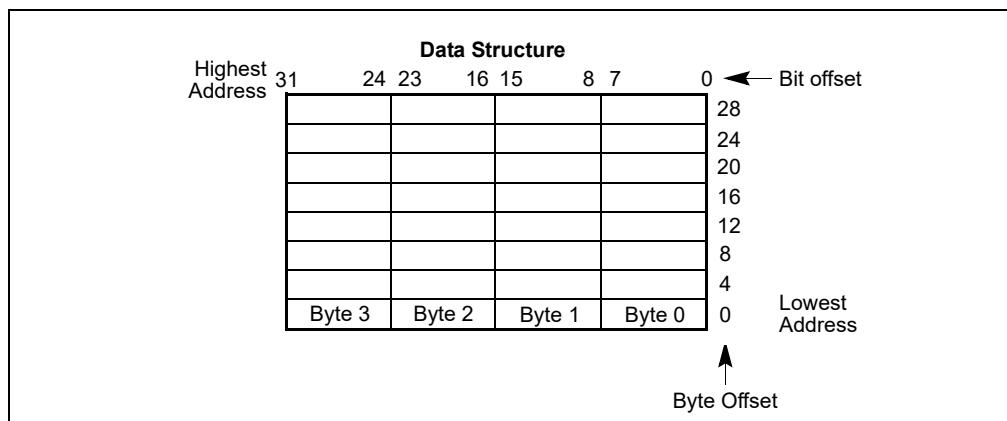 Data Structure
Highest Address
31 24 23 16 15 8 7 0
Bit offset
28
24
20
16
12
8
4
Byte 3 Byte 2 Byte 1 Byte 0 0
Lowest Address
Byte Offset